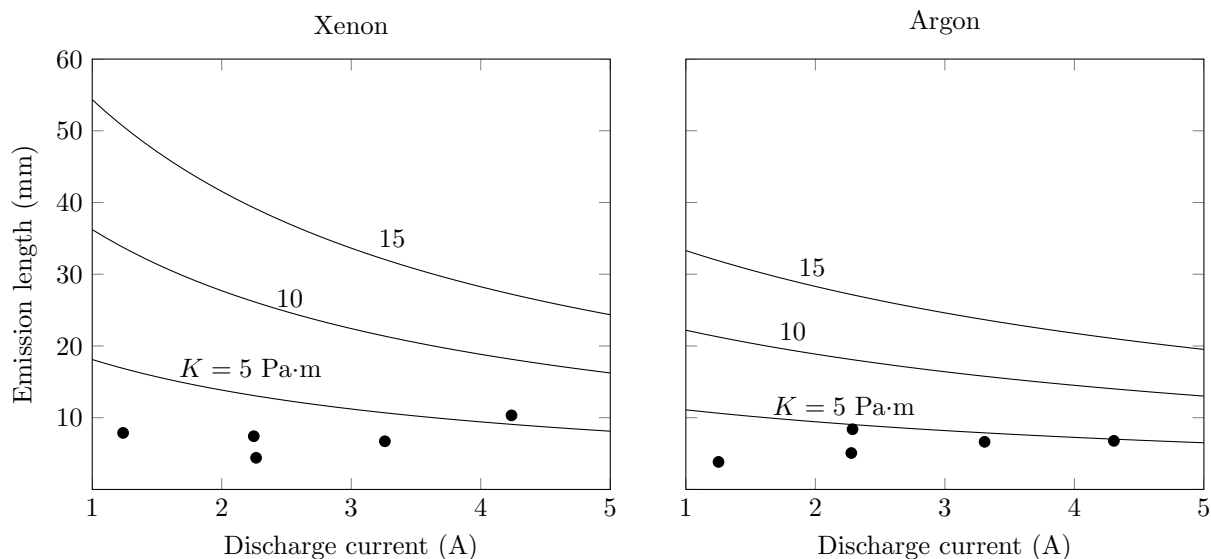 Xenon
Argon
Emission length (mm)
60
50
40
30
20
10
15
10
K = 5 Pa·m
1
2
3
4
5
Discharge current (A)
15
10
K = 5 Pa·m
1
2
3
4
5
Discharge current (A)